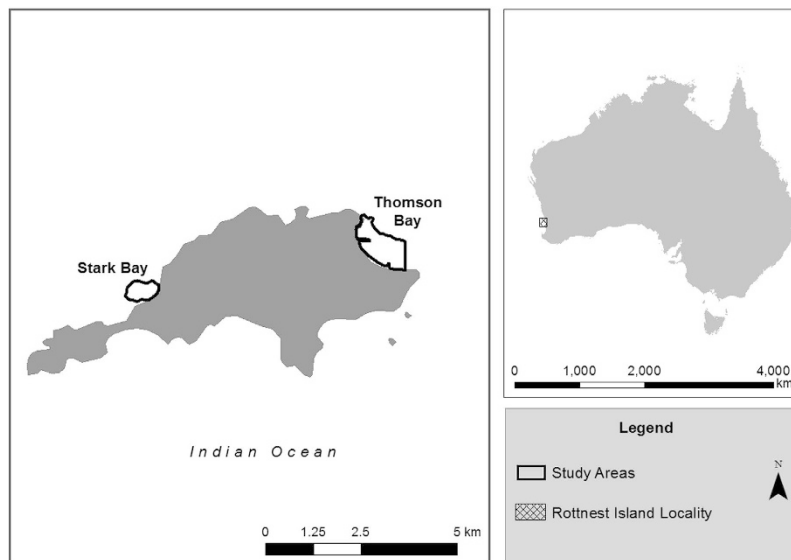 Thomson
Bay
Stark Bay
Indian Ocean
0 1.25 2.5 5 km
0 1,000 2,000 4,000
km
Legend
Study Areas
N
Rottnest Island Locality